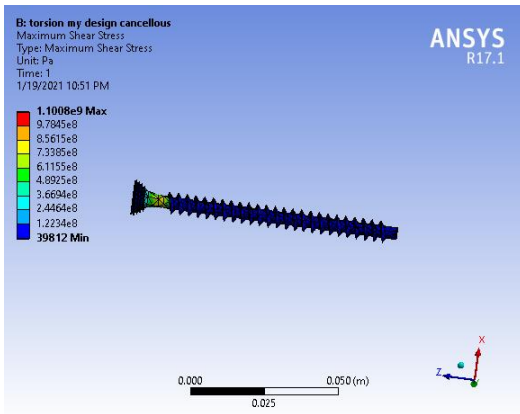 B: torsion my design cancellous
Maximum Shear Stress
Type: Maximum Shear Stress
Unit: Pa
Time: 1
1/19/2021 10:51 PM
ANSYS
R17.1
1.1008e9 Max
9.7845e8
8.5615e8
7.3385e8
6.1155e8
4.8925e8
3.6694e8
2.4464e8
1.2234e8
39812 Min
X
Z
0.000
0.050 (m)
0.025